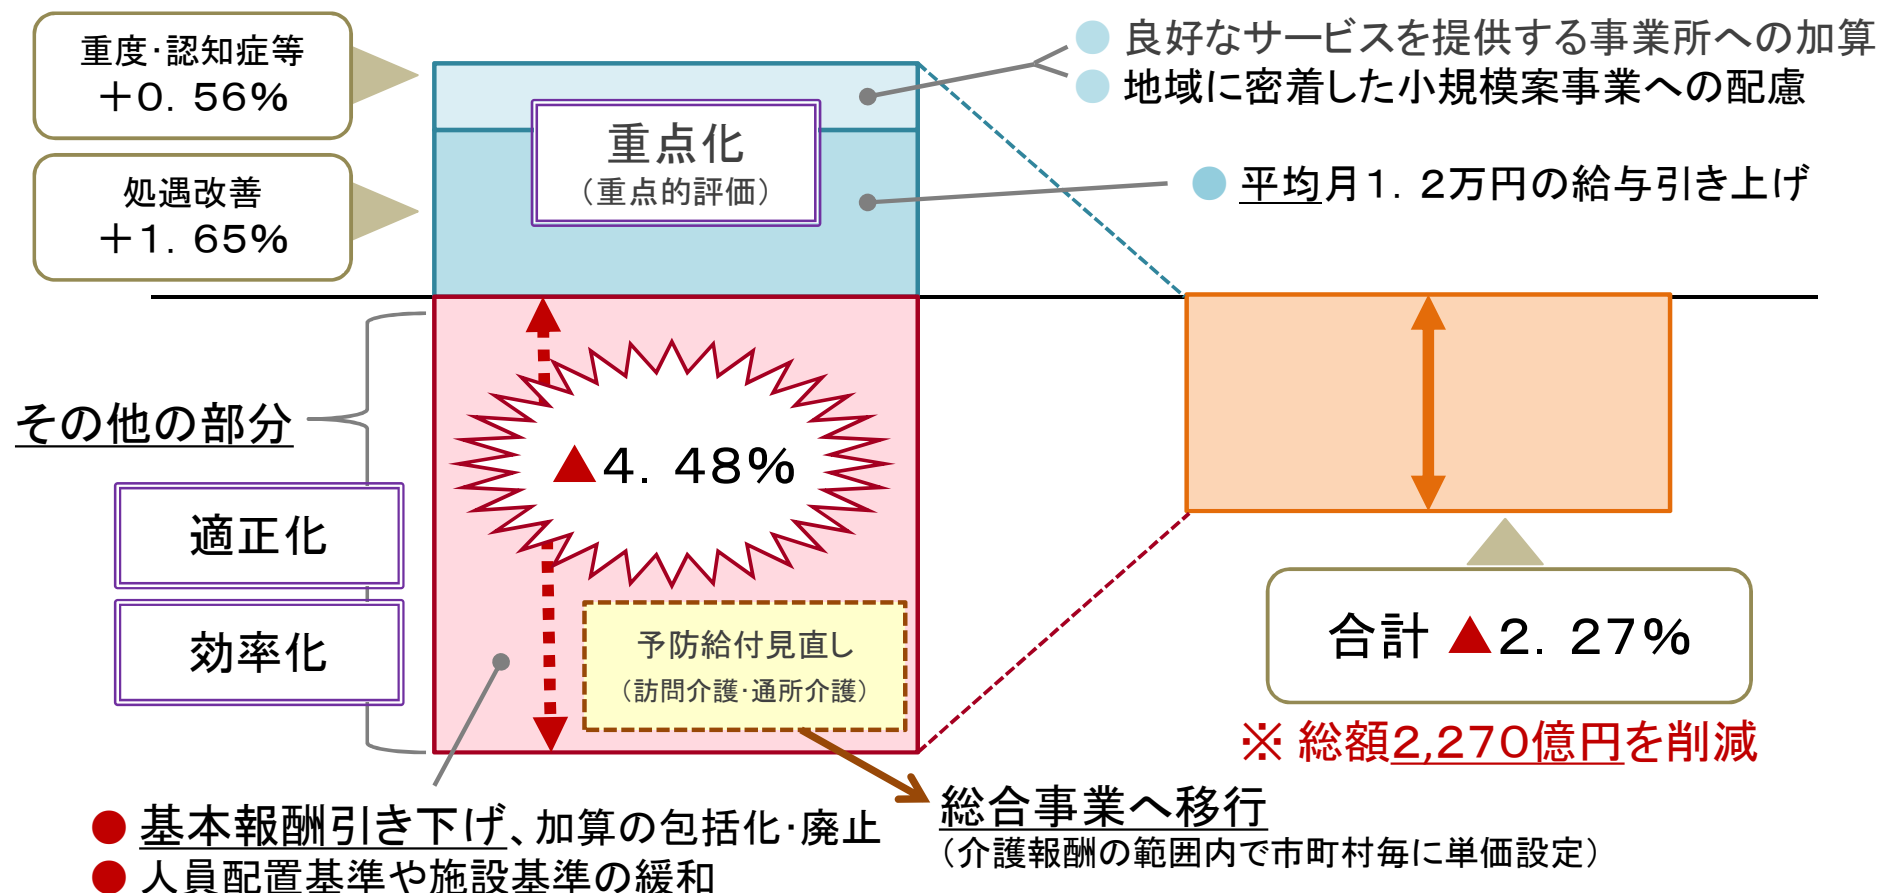 重度･認知症等
＋０．５６％
処遇改善
＋１．６５％
重点化
（重点的評価）
● 良好なサービスを提供する事業所への加算
● 地域に密着した小規模案事業への配慮
● 平均月１．２万円の給与引き上げ
その他の部分
適正化
効率化
▲４．４８％
予防給付見直し
（訪問介護･通所介護）
合計 ▲２．２７％
※ 総額２,２７０億円を削減
● 基本報酬引き下げ、加算の包括化･廃止
● 人員配置基準や施設基準の緩和
総合事業へ移行
（介護報酬の範囲内で市町村毎に単価設定）